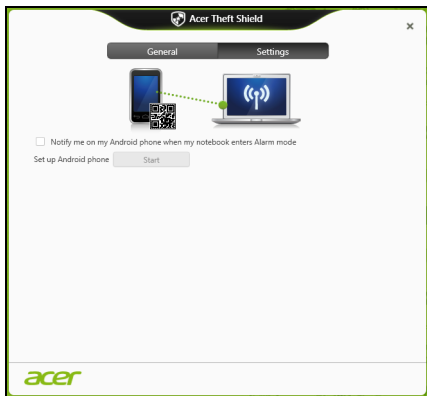 Acer Theft Shield
General Settings
Notify me on my Android phone when my notebook enters Alarm mode
Set up Android phone Start
acer